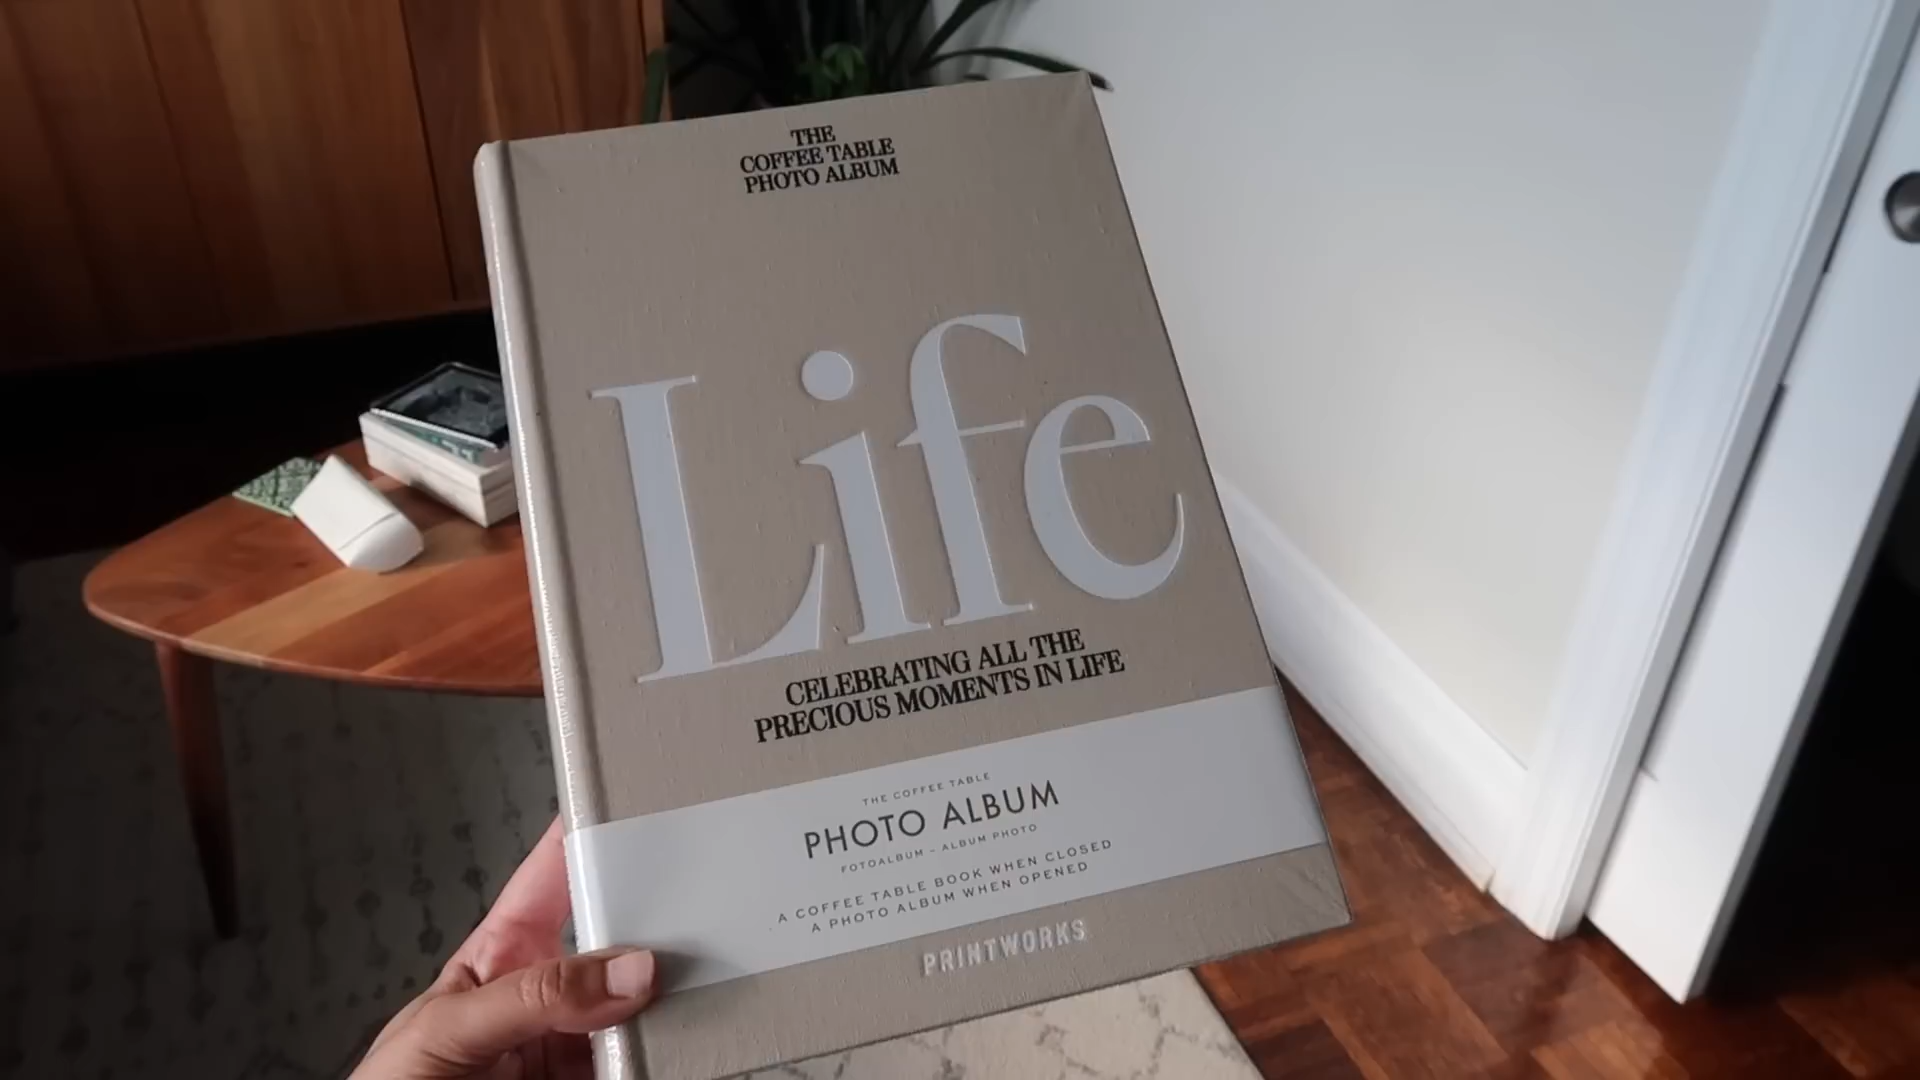 THE
COFFEE TABLE
PHOTO ALBUM
Life
CELEBRATING ALL THE
PRECIOUS MOMENTS IN LIFE
THE COFFEE TABLE
PHOTO ALBUM
FOTOALBUM – ALBUM PHOTO
A COFFEE TABLE BOOK WHEN CLOSED
A PHOTO ALBUM WHEN OPENED
PRINTWORKS